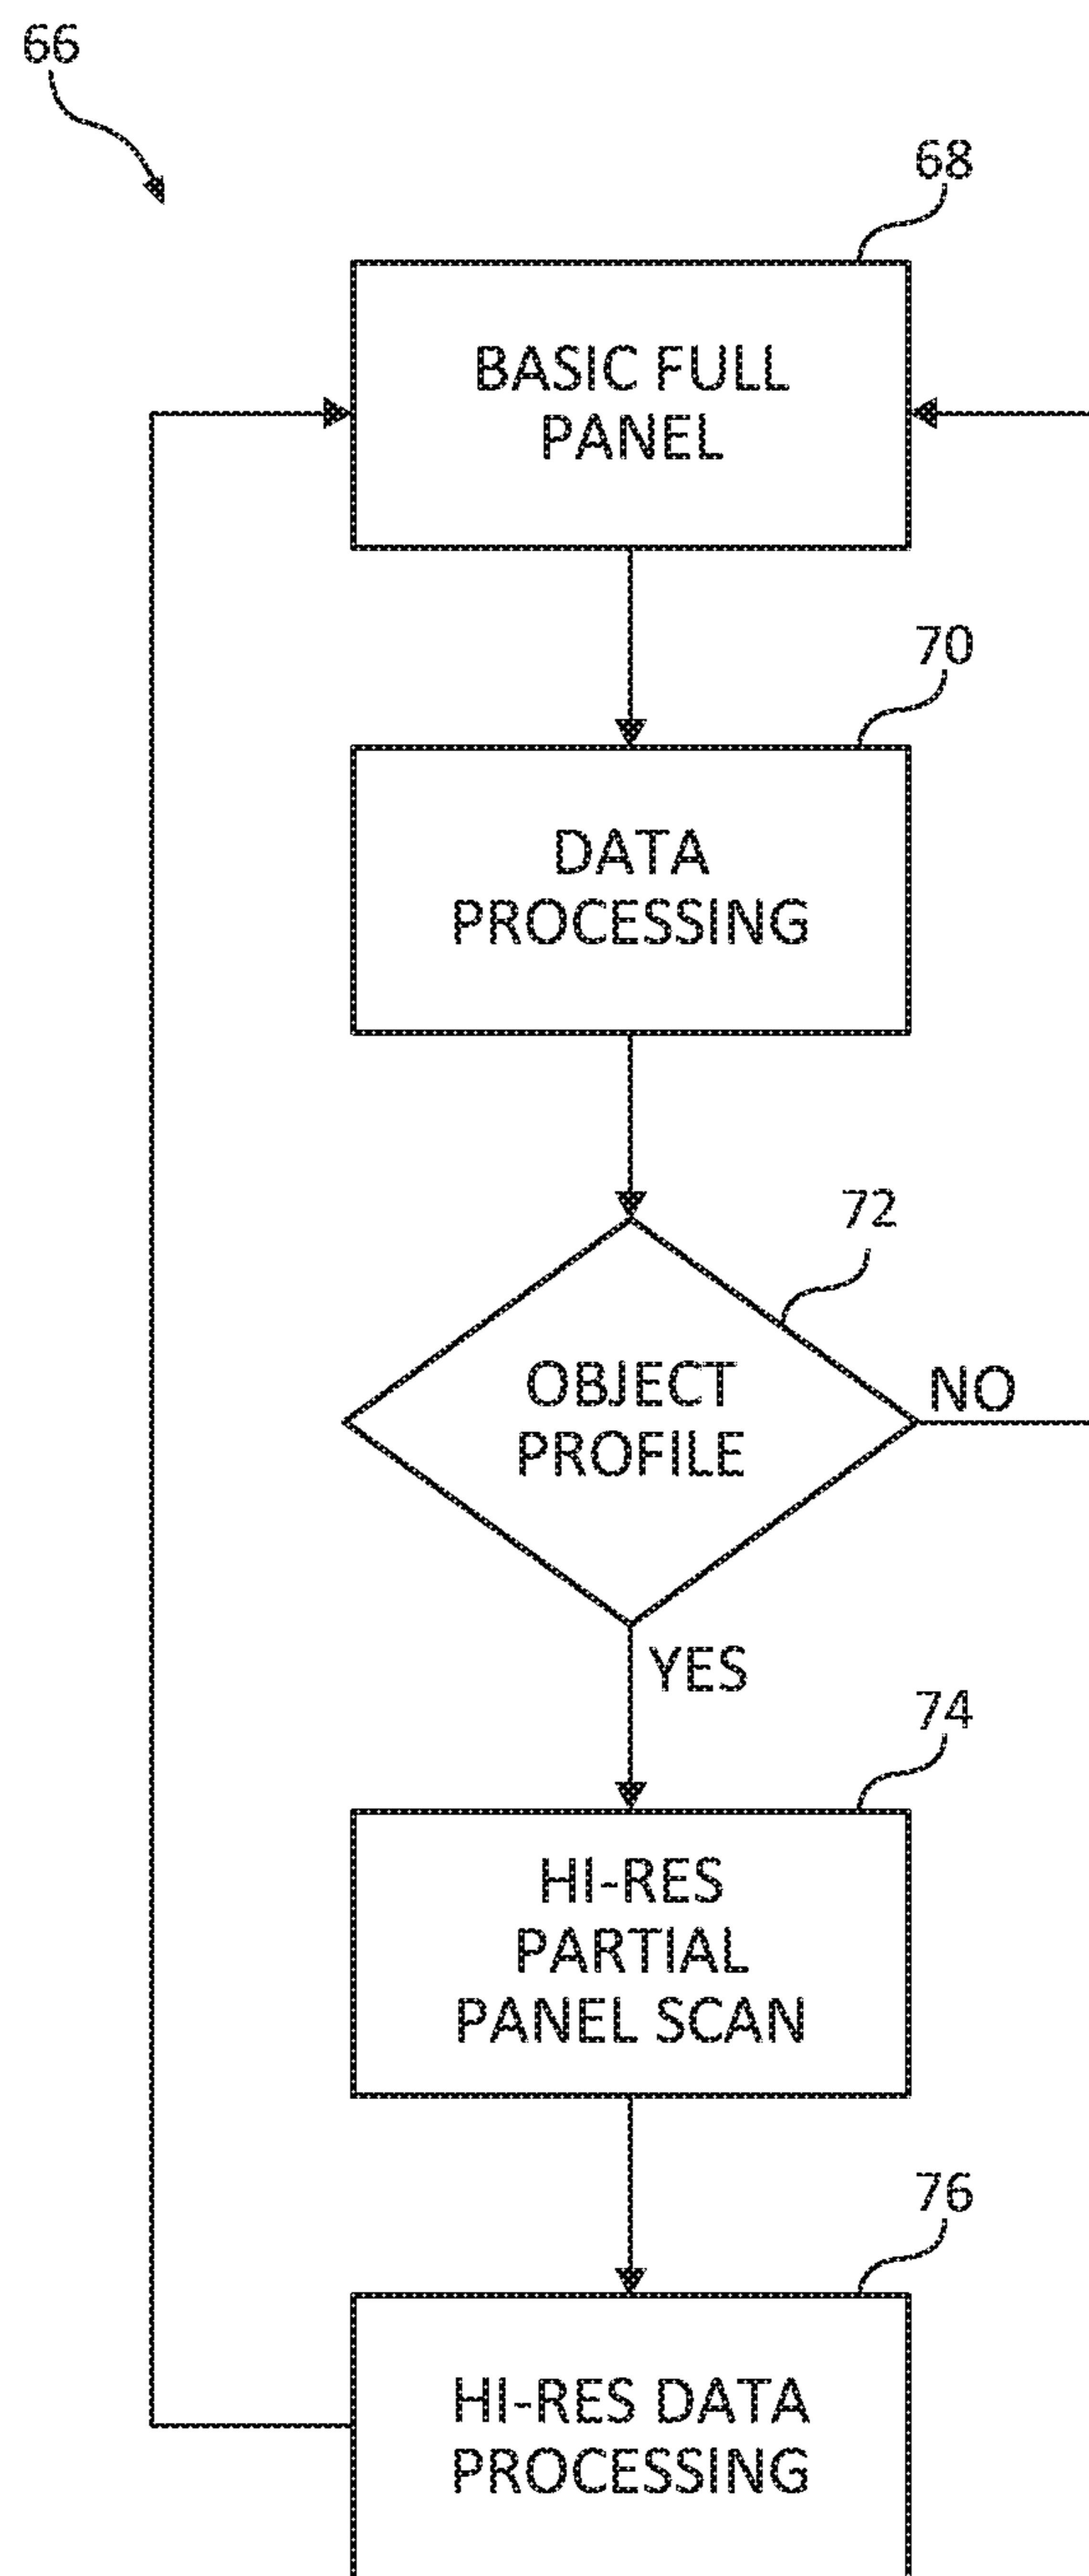 66
68
BASIC FULL
PANEL
70
DATA
PROCESSING
72
OBJECT
PROFILE
NO
YES
74
HI-RES
PARTIAL
PANEL SCAN
76
HI-RES DATA
PROCESSING